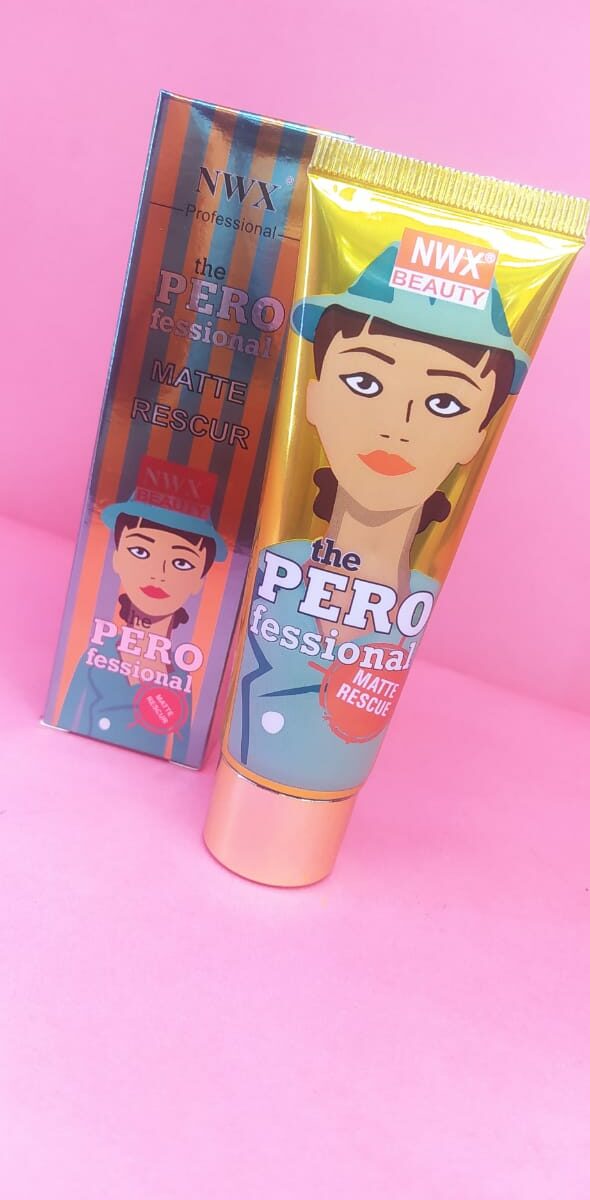 NWX®
Professional
the
PERO
fessional
MATTE
RESCUR
NWX
BEAUTY
the
PERO
fessional
MATTE
RESCUR
NWX®
BEAUTY
the
PERO
fessional
MATTE
RESCUE